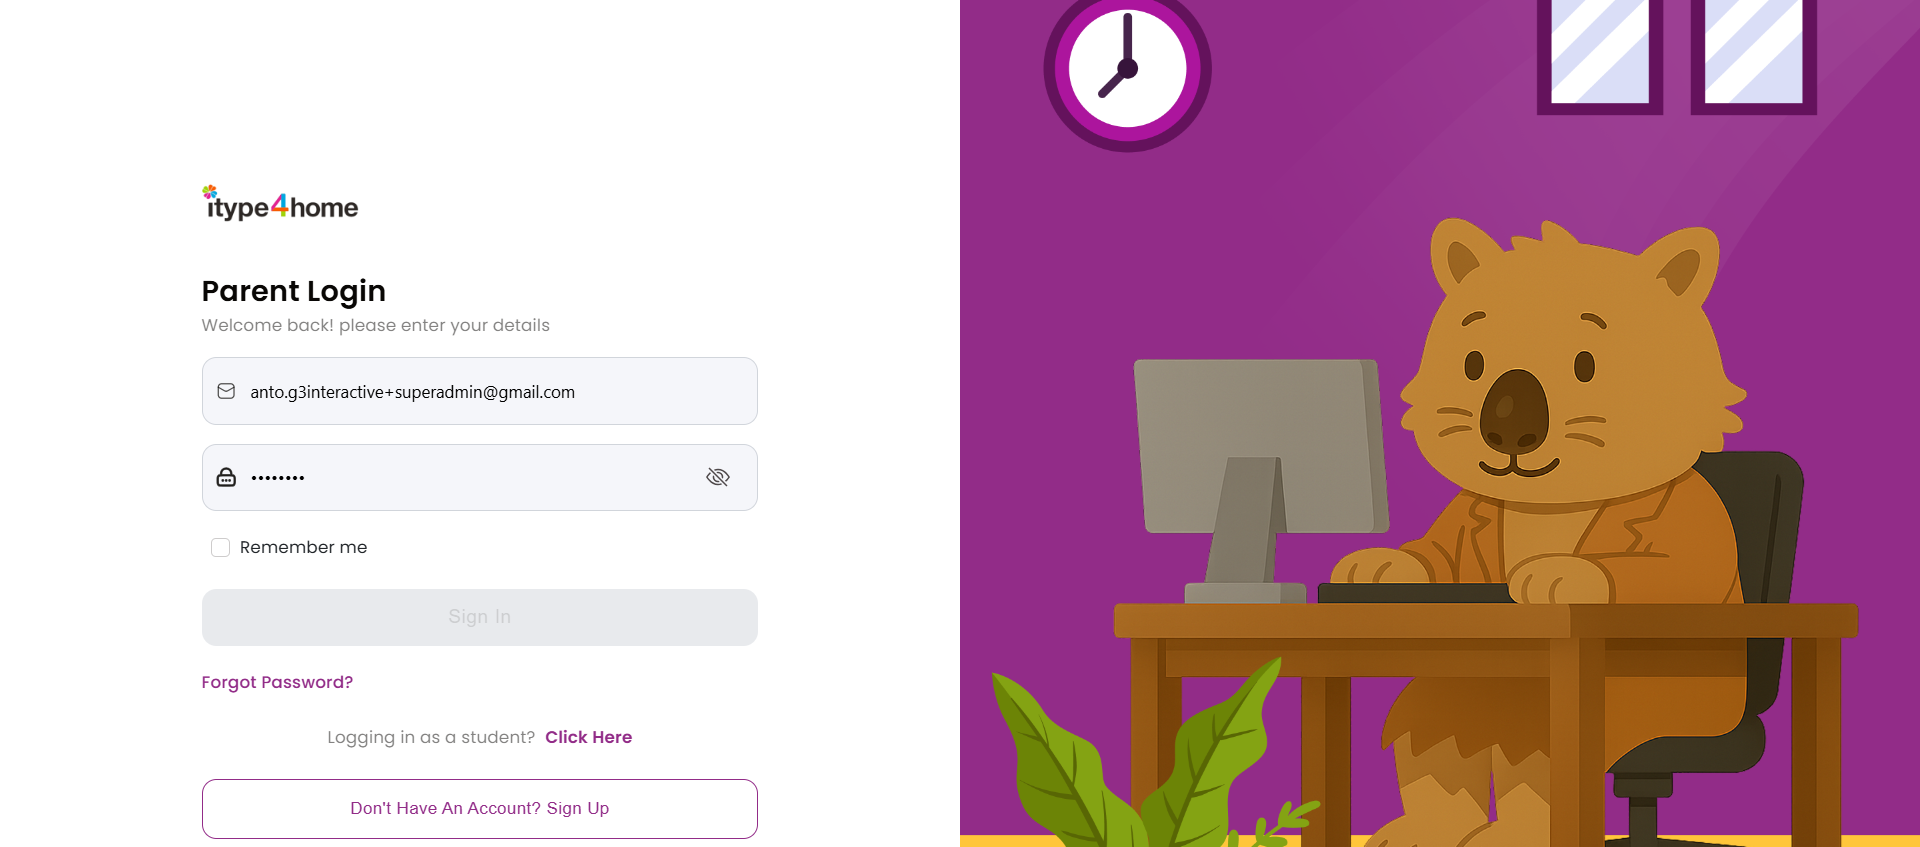 itype4home
Parent Login
Welcome back! please enter your details
anto.g3interactive+superadmin@gmail.com
••••••••
Remember me
Sign In
Forgot Password?
Logging in as a student? Click Here
Don't Have An Account? Sign Up